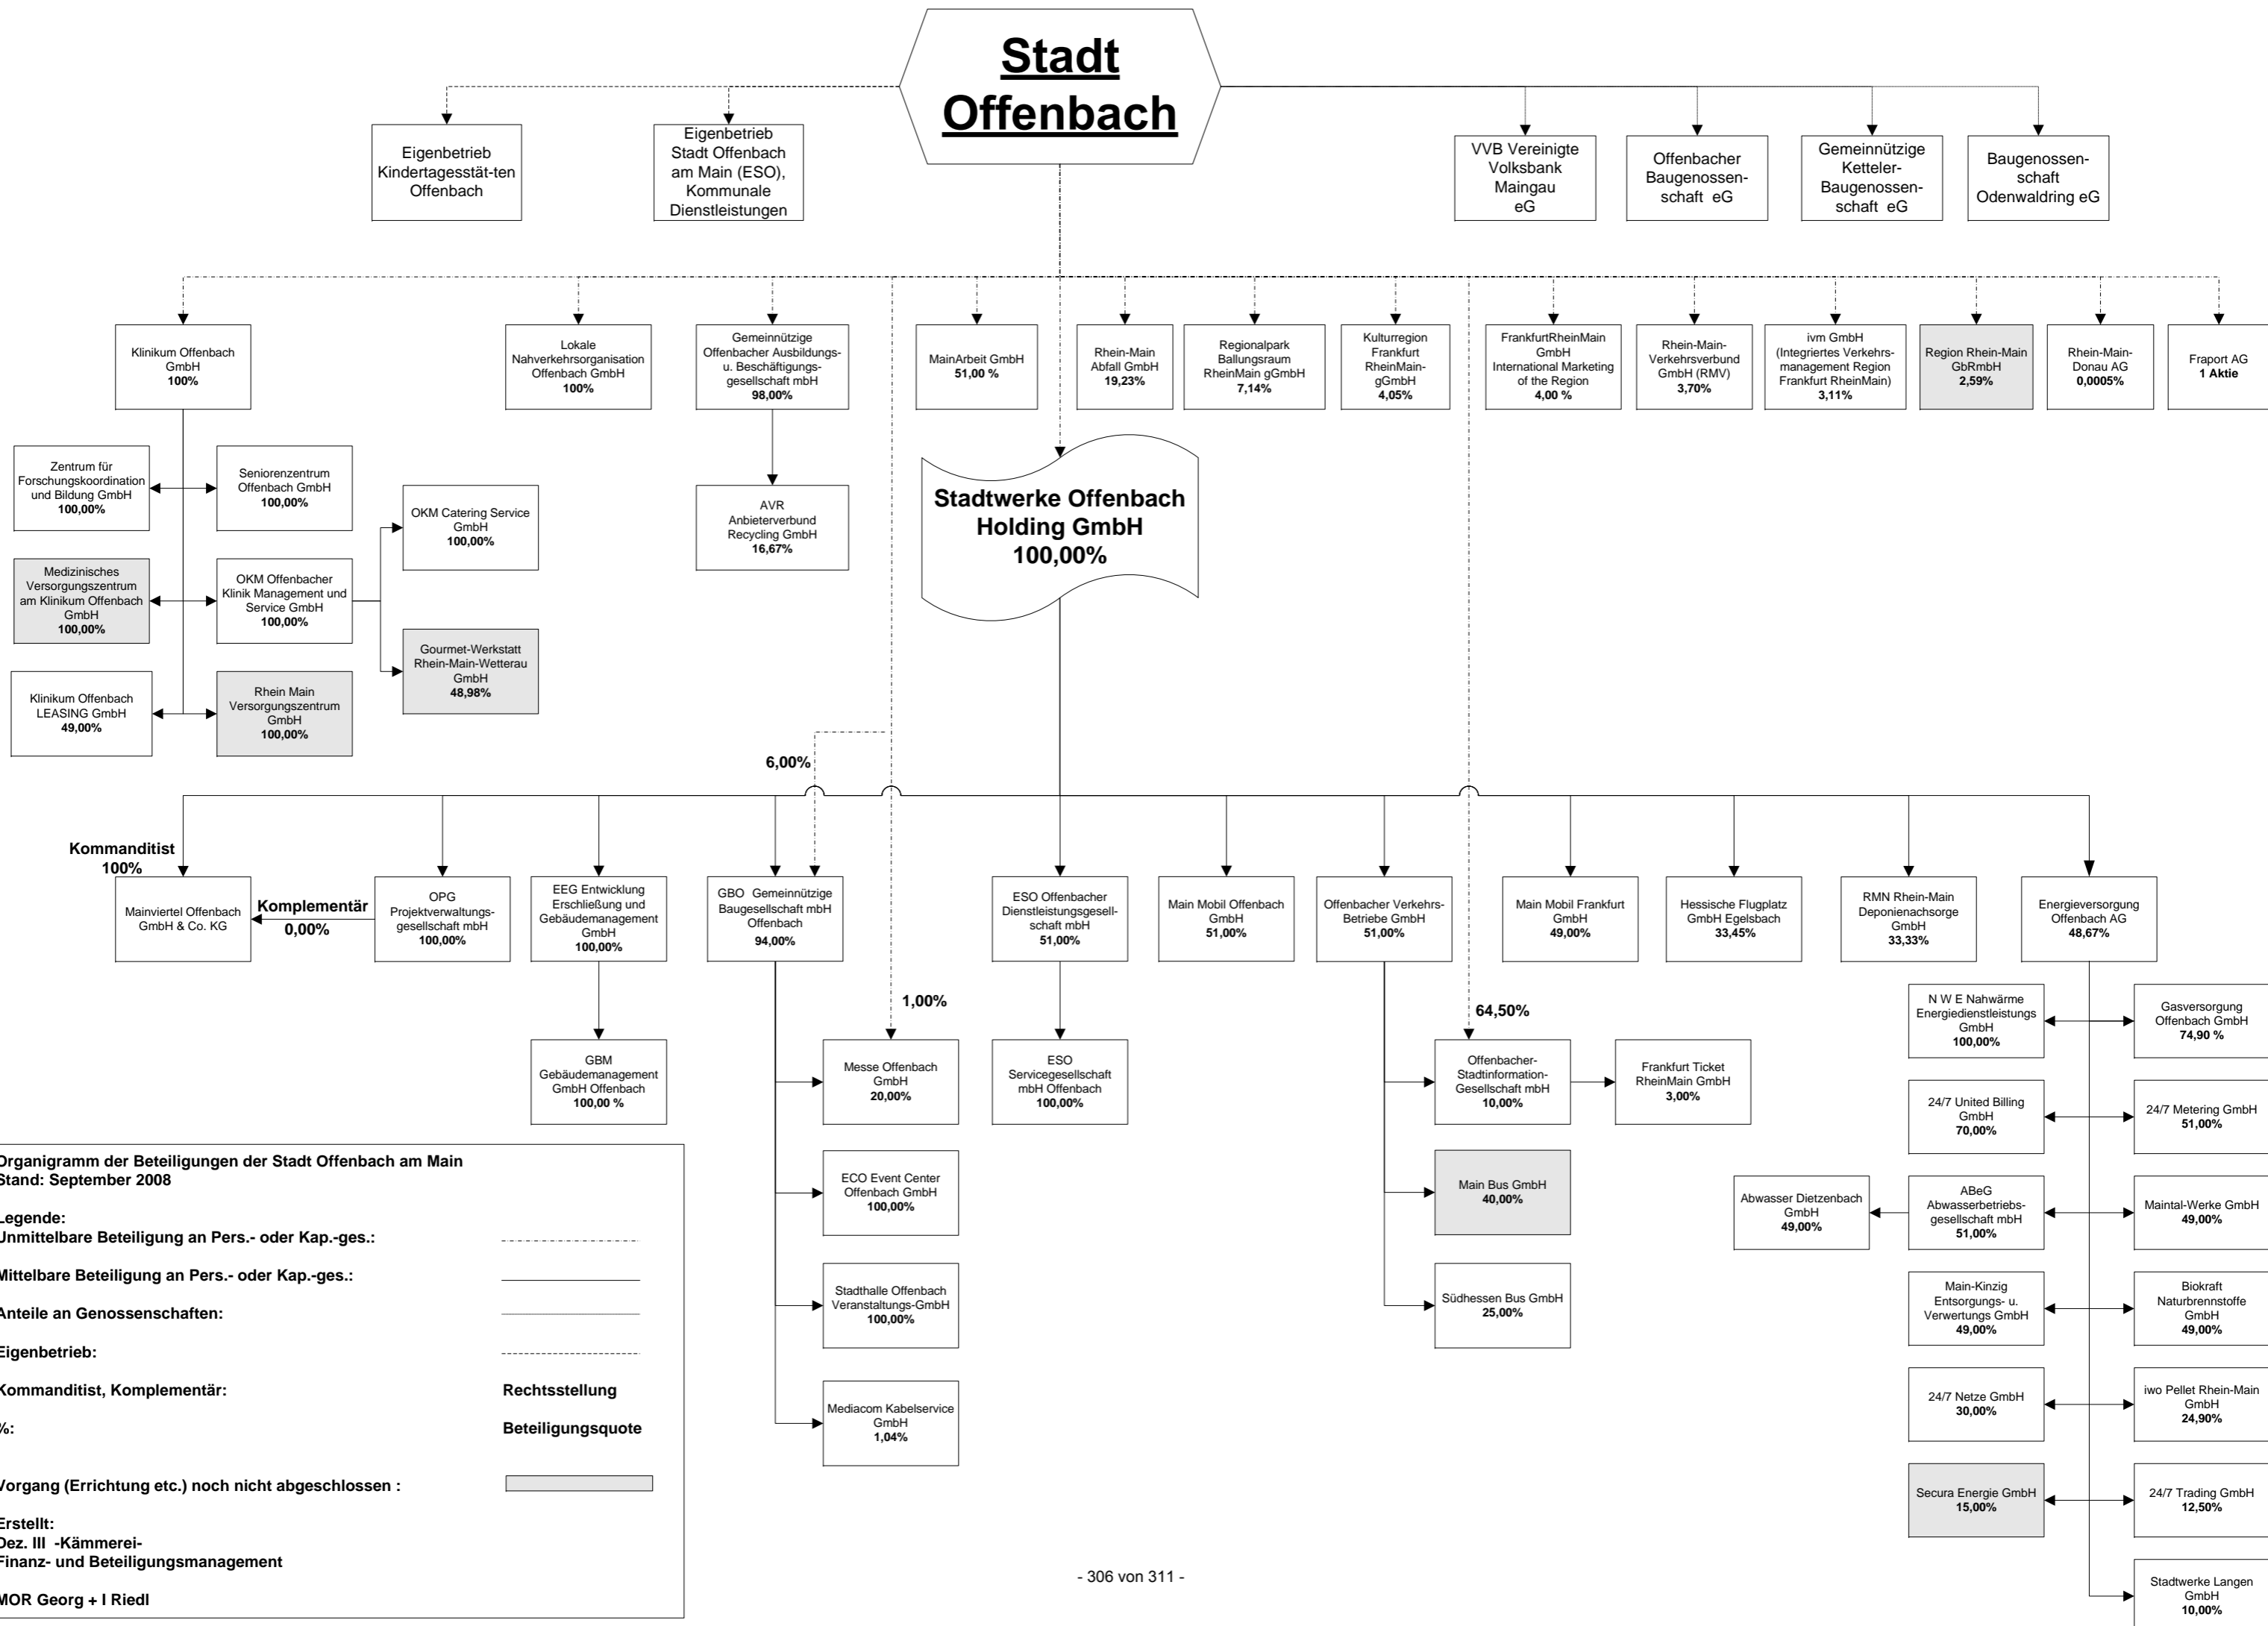 Stadt
Offenbach
Eigenbetrieb
Kindertagesstät-ten
Offenbach
Eigenbetrieb
Stadt Offenbach
am Main (ESO),
Kommunale
Dienstleistungen
VVB Vereinigte
Volksbank
Maingau
eG
Offenbacher
Baugenossen-
schaft eG
Gemeinnützige
Ketteler-
Baugenossen-
schaft eG
Baugenossen-
schaft
Odenwaldring eG
Klinikum Offenbach
GmbH
100%
Lokale
Nahverkehrsorganisation
Offenbach GmbH
100%
Gemeinnützige
Offenbacher Ausbildungs-
u. Beschäftigungs-
gesellschaft mbH
98,00%
MainArbeit GmbH
51,00 %
Rhein-Main
Abfall GmbH
19,23%
Regionalpark
Ballungsraum
RheinMain gGmbH
7,14%
Kulturregion
Frankfurt
RheinMain-
gGmbH
4,05%
FrankfurtRheinMain
GmbH
International Marketing
of the Region
4,00 %
Rhein-Main-
Verkehrsverbund
GmbH (RMV)
3,70%
ivm GmbH
(Integriertes Verkehrs-
management Region
Frankfurt RheinMain)
3,11%
Region Rhein-Main
GbRmbH
2,59%
Rhein-Main-
Donau AG
0,0005%
Fraport AG
1 Aktie
Zentrum für
Forschungskoordination
und Bildung GmbH
100,00%
Seniorenzentrum
Offenbach GmbH
100,00%
OKM Catering Service
GmbH
100,00%
AVR
Anbieterverbund
Recycling GmbH
16,67%
Stadtwerke Offenbach
Holding GmbH
100,00%
Medizinisches
Versorgungszentrum
am Klinikum Offenbach
GmbH
100,00%
OKM Offenbacher
Klinik Management und
Service GmbH
100,00%
Gourmet-Werkstatt
Rhein-Main-Wetterau
GmbH
48,98%
Klinikum Offenbach
LEASING GmbH
49,00%
Rhein Main
Versorgungszentrum
GmbH
100,00%
6,00%
Kommanditist
100%
Mainviertel Offenbach
GmbH & Co. KG
Komplementär
0,00%
OPG
Projektverwaltungs-
gesellschaft mbH
100,00%
EEG Entwicklung
Erschließung und
Gebäudemanagement
GmbH
100,00%
GBO Gemeinnützige
Baugesellschaft mbH
Offenbach
94,00%
ESO Offenbacher
Dienstleistungsgesell-
schaft mbH
51,00%
Main Mobil Offenbach
GmbH
51,00%
Offenbacher Verkehrs-
Betriebe GmbH
51,00%
Main Mobil Frankfurt
GmbH
49,00%
Hessische Flugplatz
GmbH Egelsbach
33,45%
RMN Rhein-Main
Deponienachsorge
GmbH
33,33%
Energieversorgung
Offenbach AG
48,67%
1,00%
64,50%
GBM
Gebäudemanagement
GmbH Offenbach
100,00 %
Messe Offenbach
GmbH
20,00%
ESO
Servicegesellschaft
mbH Offenbach
100,00%
Offenbacher-
Stadtinformation-
Gesellschaft mbH
10,00%
Frankfurt Ticket
RheinMain GmbH
3,00%
N W E Nahwärme
Energiedienstleistungs
GmbH
100,00%
Gasversorgung
Offenbach GmbH
74,90 %
24/7 United Billing
GmbH
70,00%
24/7 Metering GmbH
51,00%
ECO Event Center
Offenbach GmbH
100,00%
Main Bus GmbH
40,00%
Abwasser Dietzenbach
GmbH
49,00%
ABeG
Abwasserbetriebs-
gesellschaft mbH
51,00%
Maintal-Werke GmbH
49,00%
Stadthalle Offenbach
Veranstaltungs-GmbH
100,00%
Südhessen Bus GmbH
25,00%
Main-Kinzig
Entsorgungs- u.
Verwertungs GmbH
49,00%
Biokraft
Naturbrennstoffe
GmbH
49,00%
Mediacom Kabelservice
GmbH
1,04%
24/7 Netze GmbH
30,00%
iwo Pellet Rhein-Main
GmbH
24,90%
Secura Energie GmbH
15,00%
24/7 Trading GmbH
12,50%
Stadtwerke Langen
GmbH
10,00%
Organigramm der Beteiligungen der Stadt Offenbach am Main
Stand: September 2008
Legende:
Unmittelbare Beteiligung an Pers.- oder Kap.-ges.:
Mittelbare Beteiligung an Pers.- oder Kap.-ges.:
Anteile an Genossenschaften:
Eigenbetrieb:
Kommanditist, Komplementär: Rechtsstellung
%: Beteiligungsquote
Vorgang (Errichtung etc.) noch nicht abgeschlossen :
Erstellt:
Dez. III -Kämmerei-
Finanz- und Beteiligungsmanagement
MOR Georg + I Riedl
- 306 von 311 -